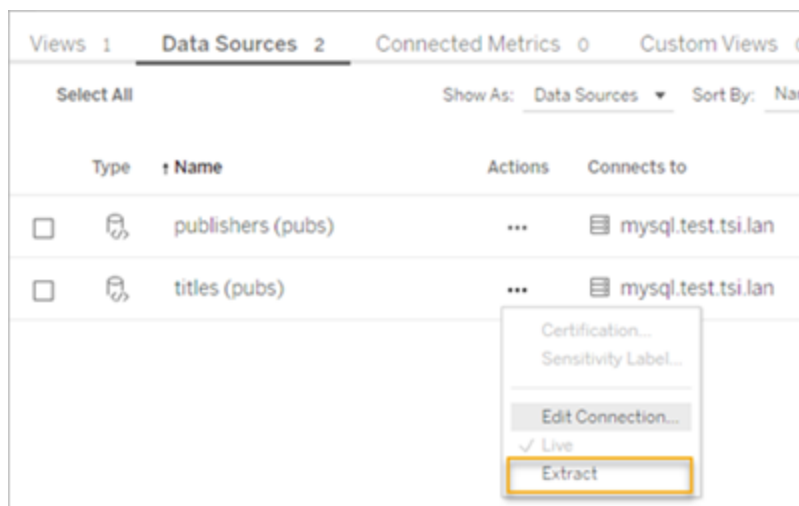 Views 1 Data Sources 2 Connected Metrics 0 Custom Views
Select All Show As: Data Sources Sort By:
Type ↑ Name Actions Connects to
publishers (pubs) ... mysql.test.tsi.lan
titles (pubs) ... mysql.test.tsi.lan
Certification...
Sensitivity Label...
Edit Connection...
✓ Live
Extract